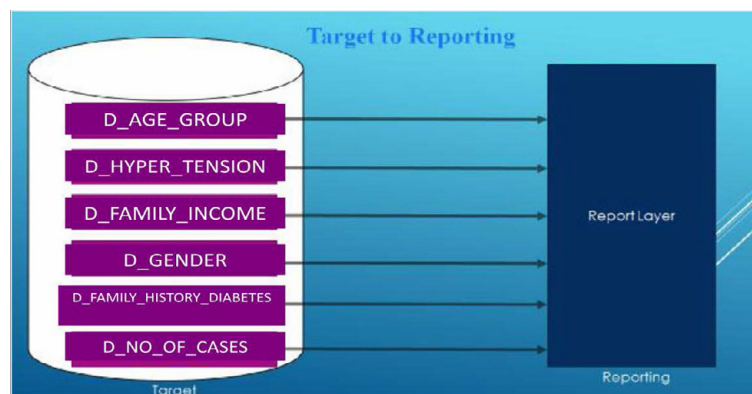 Target to Reporting
D_AGE_GROUP
D_HYPER_TENSION
D_FAMILY_INCOME
Report Layer
D_GENDER
D_FAMILY_HISTORY_DIABETES
D_NO_OF_CASES
Target
Reporting